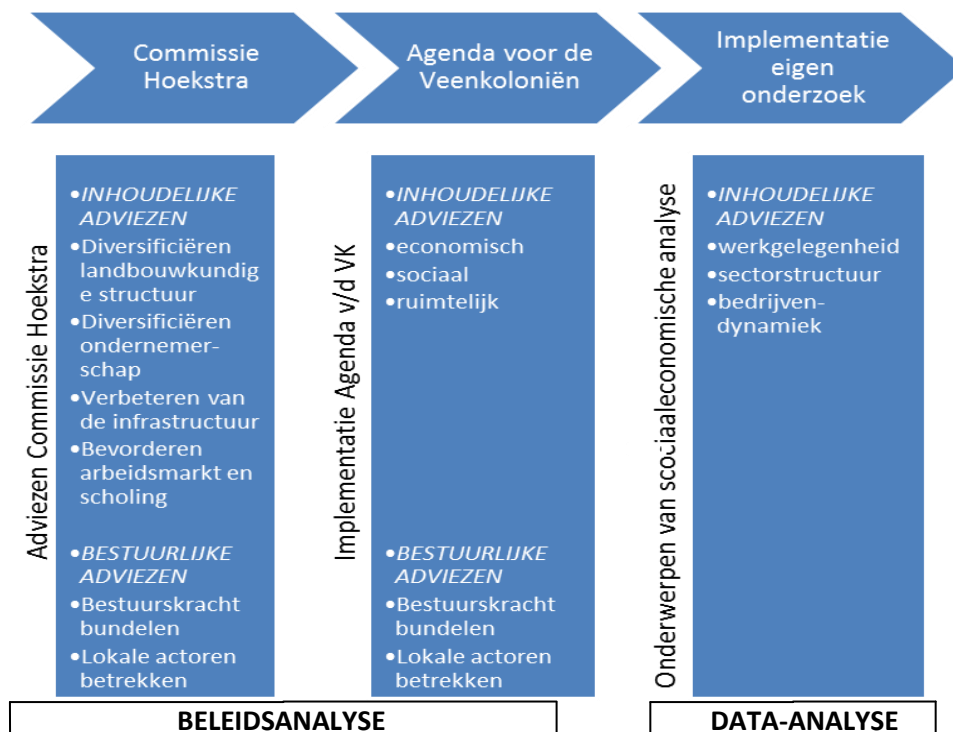 Commissie
Hoekstra
Agenda voor de
Veenkoloniën
Implementatie
eigen
onderzoek
Adviezen Commissie Hoekstra
•INHOUDELIJKE
ADVIEZEN
•Diversificiëren
landbouwkundig
e structuur
•Diversificiëren
ondernemer-
schap
•Verbeteren van
de infrastructuur
•Bevorderen
arbeidsmarkt en
scholing
•BESTUURLIJKE
ADVIEZEN
•Bestuurskracht
bundelen
•Lokale actoren
betrekken
Implementatie Agenda v/d VK
•INHOUDELIJKE
ADVIEZEN
•economisch
•sociaal
•ruimtelijk
•BESTUURLIJKE
ADVIEZEN
•Bestuurskracht
bundelen
•Lokale actoren
betrekken
Onderwerpen van scociaaleconomische analyse
•INHOUDELIJKE
ADVIEZEN
•werkgelegenheid
•sectorstructuur
•bedrijven-
dynamiek
BELEIDSANALYSE
DATA-ANALYSE